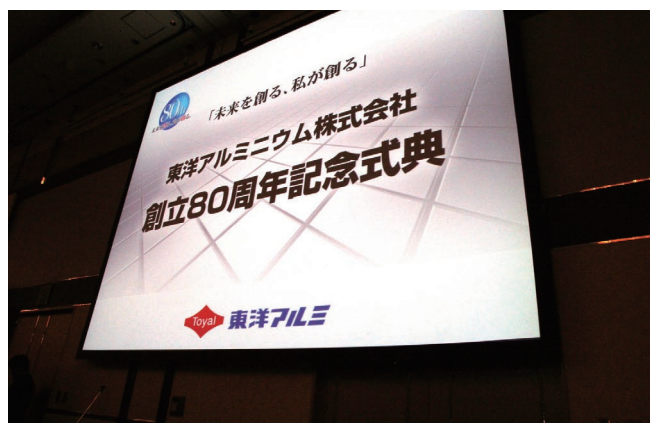 80th
「未来を創る、私が創る」
東洋アルミニウム株式会社
創立80周年記念式典
Toyal 東洋アルミ